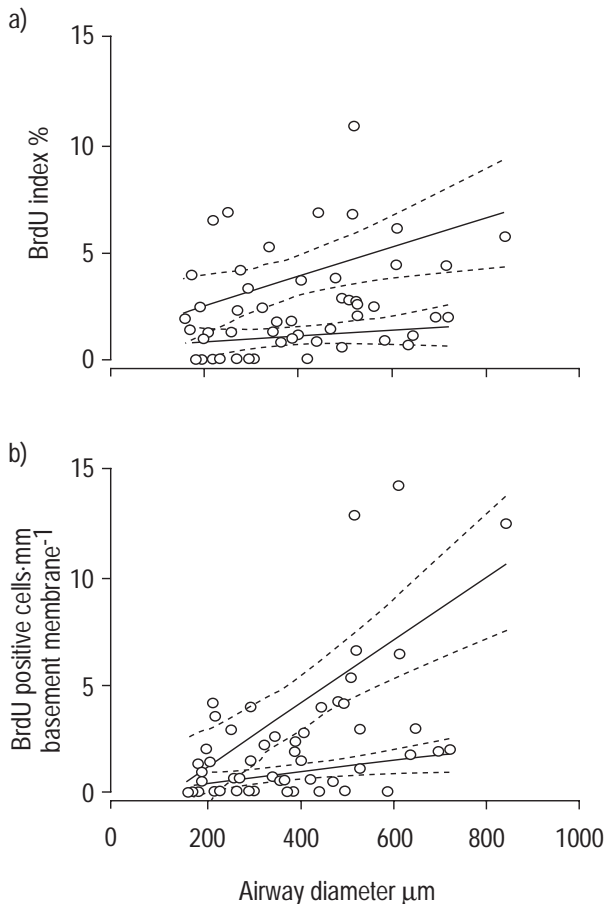 a)
15
10
5
0
BrdU index %
b)
15
10
5
0
BrdU positive cells·mm
basement membrane-1
0 200 400 600 800 1000
Airway diameter μm